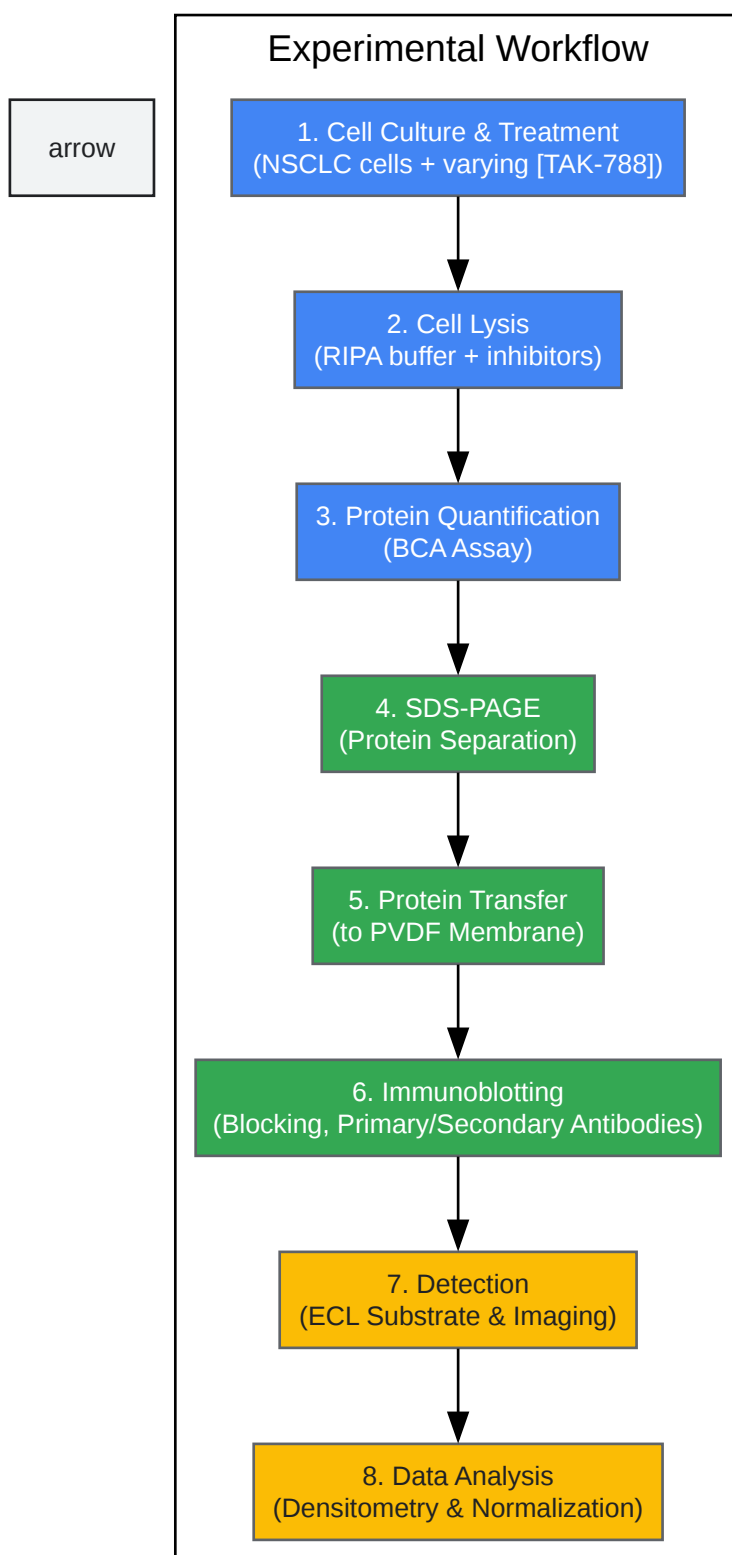 Experimental Workflow
arrow
1. Cell Culture & Treatment
(NSCLC cells + varying [TAK-788])
2. Cell Lysis
(RIPA buffer + inhibitors)
3. Protein Quantification
(BCA Assay)
4. SDS-PAGE
(Protein Separation)
5. Protein Transfer
(to PVDF Membrane)
6. Immunoblotting
(Blocking, Primary/Secondary Antibodies)
7. Detection
(ECL Substrate & Imaging)
8. Data Analysis
(Densitometry & Normalization)